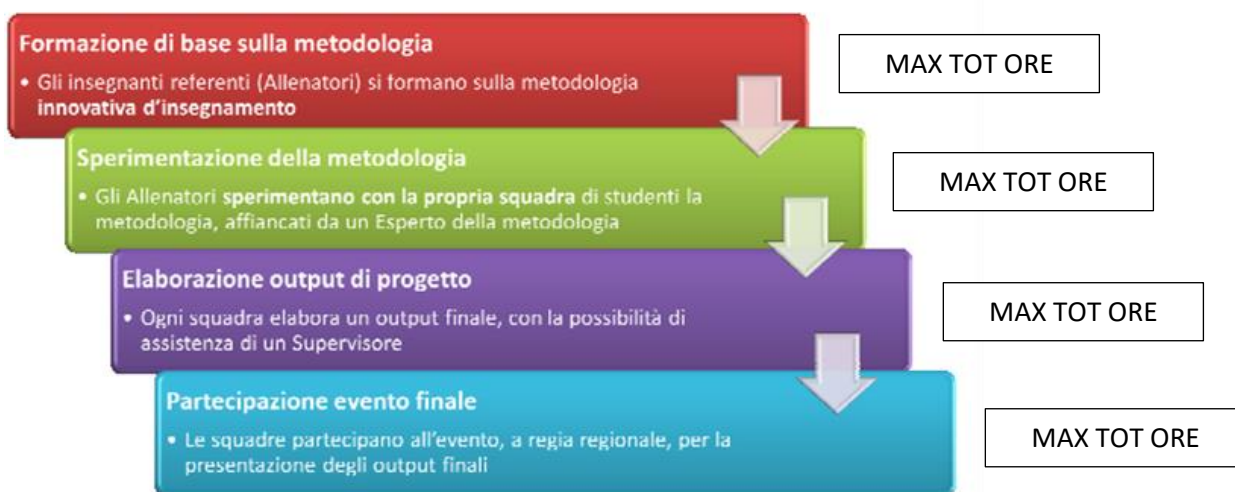 Formazione di base sulla metodologia
• Gli insegnanti referenti (Allenatori) si formano sulla metodologia
innovativa d'insegnamento
MAX TOT ORE
Sperimentazione della metodologia
• Gli Allenatori sperimentano con la propria squadra di studenti la
metodologia, affiancati da un Esperto della metodologia
MAX TOT ORE
Elaborazione output di progetto
• Ogni squadra elabora un output finale, con la possibilità di
assistenza di un Supervisore
MAX TOT ORE
Partecipazione evento finale
• Le squadre partecipano all'evento, a regia regionale, per la
presentazione degli output finali
MAX TOT ORE